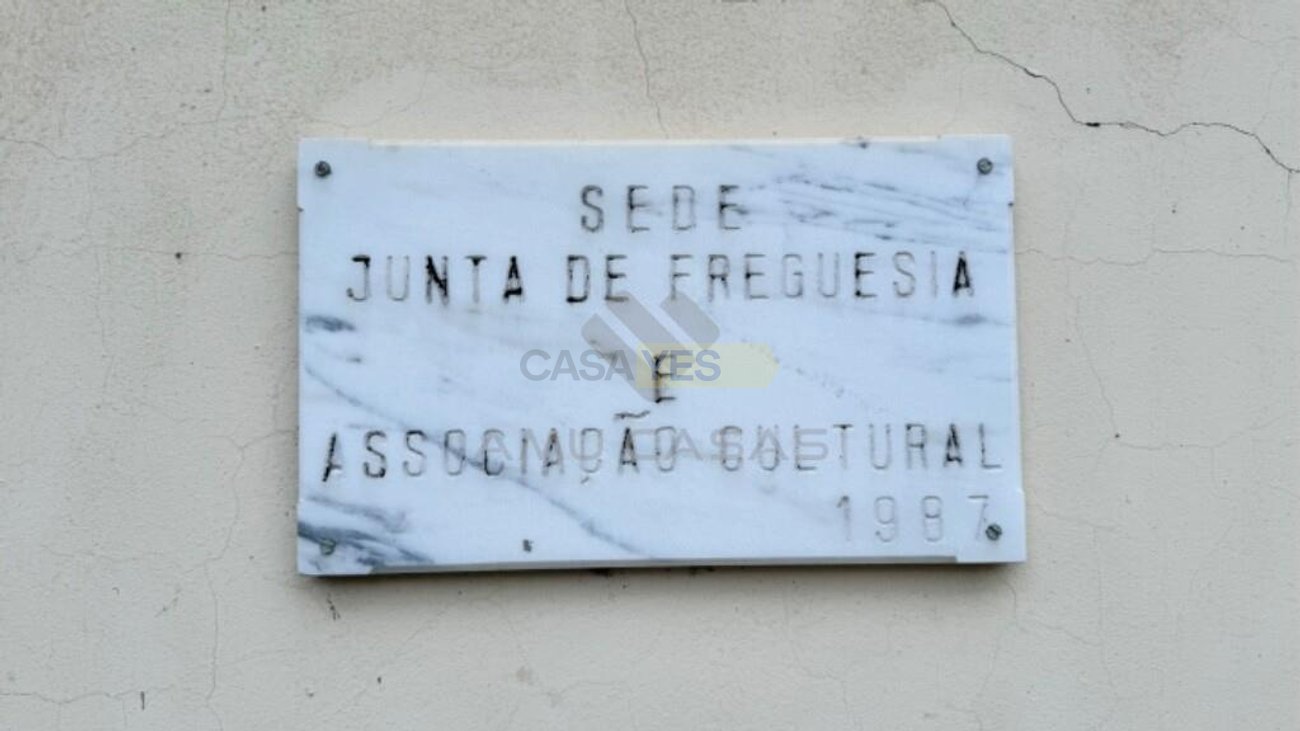 SEDE
JUNTA DE FREGUESIA
E
CASA YES
ASSOCIAÇÃO CULTURAL
1987